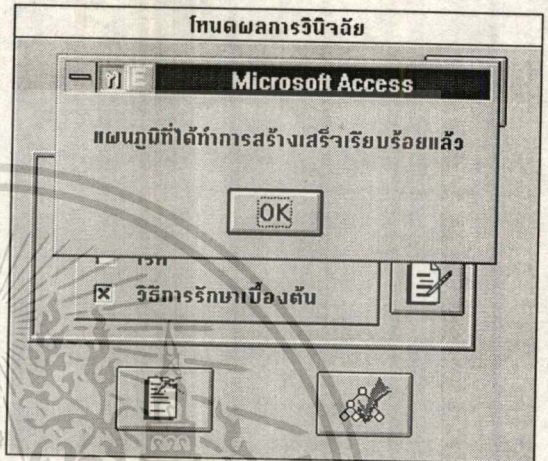 โหนดผลการวินิจฉัย
Microsoft Access
แผนภูมิที่ได้ทำการสร้างเสร็จเรียบร้อยแล้ว
OK
วิธีการรักษาเบื้องต้น